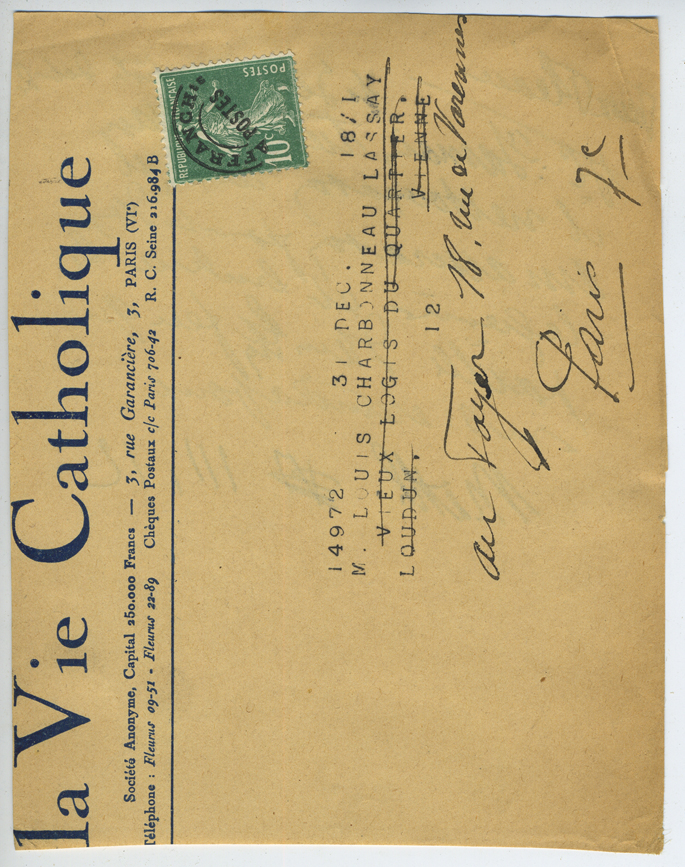 la Vie Catholique
Société Anonyme, Capital 250.000 Francs — 3, rue Garancière, 3, PARIS (VIᵉ)
Téléphone : Fleurus 09-51 - Fleurus 22-89 Chèques Postaux c/c Paris 706-42 R. C. Seine 216.984 B
RÉPUBLIQUE FRANÇAISE
POSTES
10c
AFFRANCHts
POSTES
14972 31 DEC. 18/1
M. LOUIS CHARBONNEAU LASSAY
VIEUX LOGIS DU QUARTIER,
LOUDUN, VIENNE
12
au Foyer 18, rue de Varennes
Paris 7e